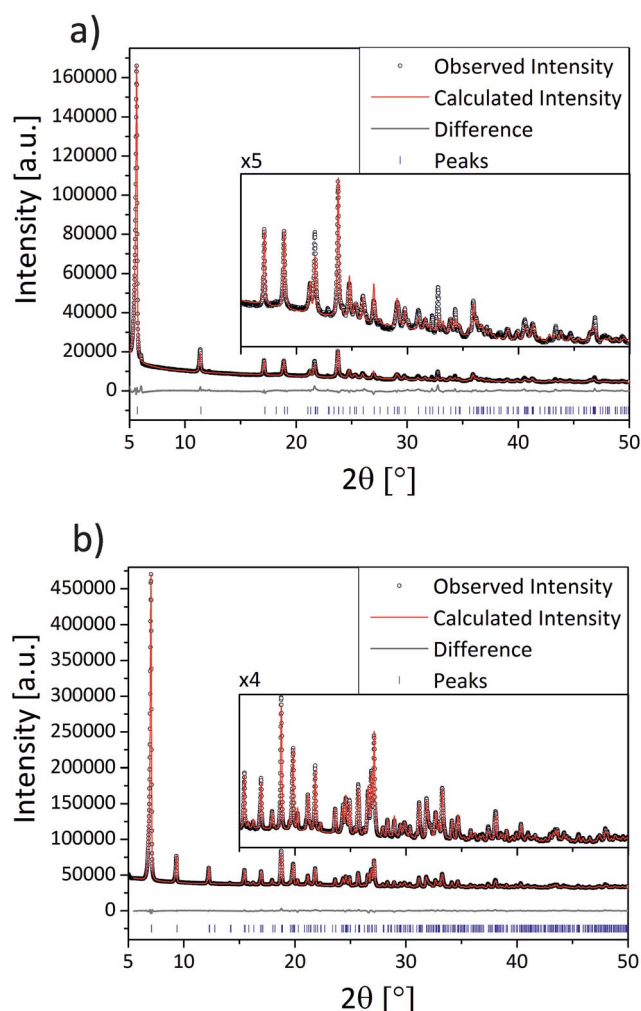 a)
160000
140000
120000
100000
80000
60000
40000
20000
0
Intensity [a.u.]
Observed Intensity
Calculated Intensity
Difference
Peaks
x5
5 10 20 30 40 50
2θ [°]
b)
450000
400000
350000
300000
250000
200000
150000
100000
50000
0
Intensity [a.u.]
Observed Intensity
Calculated Intensity
Difference
Peaks
x4
5 10 20 30 40 50
2θ [°]